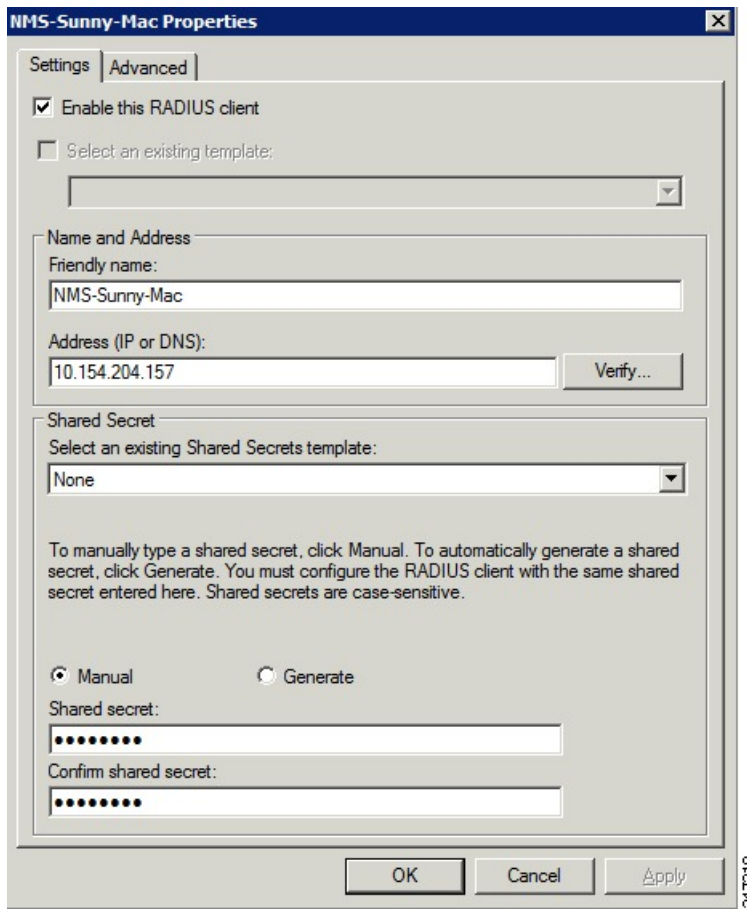 NMS-Sunny-Mac Properties
Settings
Advanced
Enable this RADIUS client
Select an existing template:
Name and Address
Friendly name:
NMS-Sunny-Mac
Address (IP or DNS):
10.154.204.157
Verify...
Shared Secret
Select an existing Shared Secrets template:
None
To manually type a shared secret, click Manual. To automatically generate a shared
secret, click Generate. You must configure the RADIUS client with the same shared
secret entered here. Shared secrets are case-sensitive.
Manual
Generate
Shared secret:
••••••••
Confirm shared secret:
••••••••
OK
Cancel
Apply